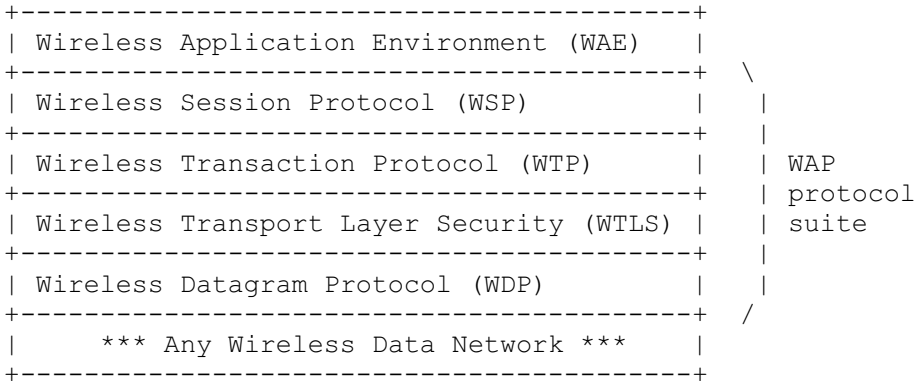 +--------------------------------------------+
| Wireless Application Environment (WAE)     |
+--------------------------------------------+  \
| Wireless Session Protocol (WSP)            |   |
+--------------------------------------------+   |
| Wireless Transaction Protocol (WTP)        |   | WAP
+--------------------------------------------+   | protocol
| Wireless Transport Layer Security (WTLS)   |   | suite
+--------------------------------------------+   |
| Wireless Datagram Protocol (WDP)           |   |
+--------------------------------------------+  /
|     *** Any Wireless Data Network ***      |
+--------------------------------------------+